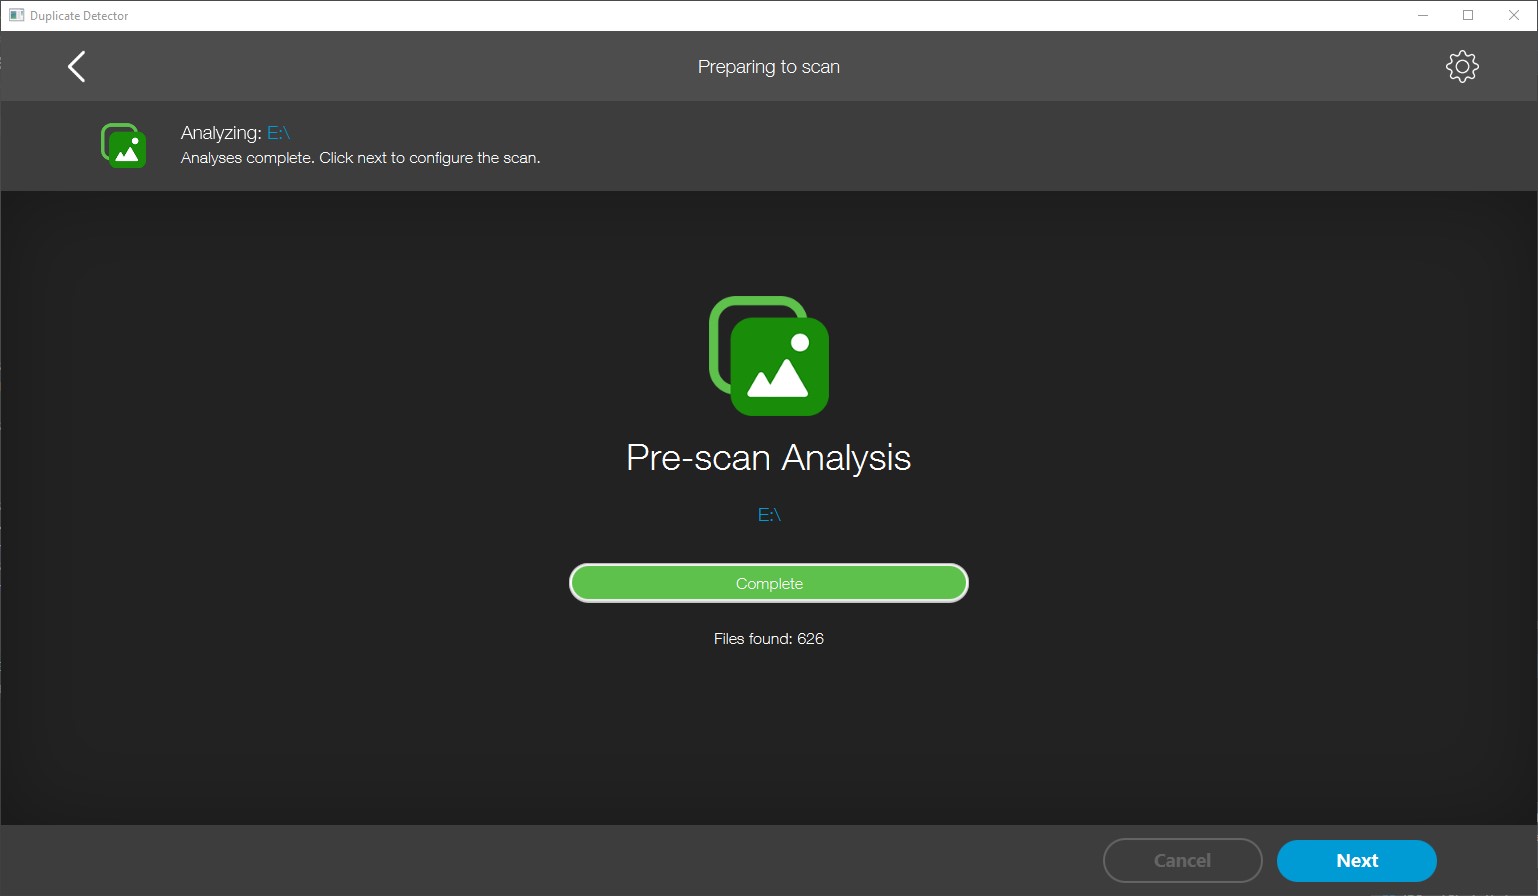 Duplicate Detector
Preparing to scan
Analyzing: E:\
Analyses complete. Click next to configure the scan.
Pre-scan Analysis
E:\
Complete
Files found: 626
Cancel
Next